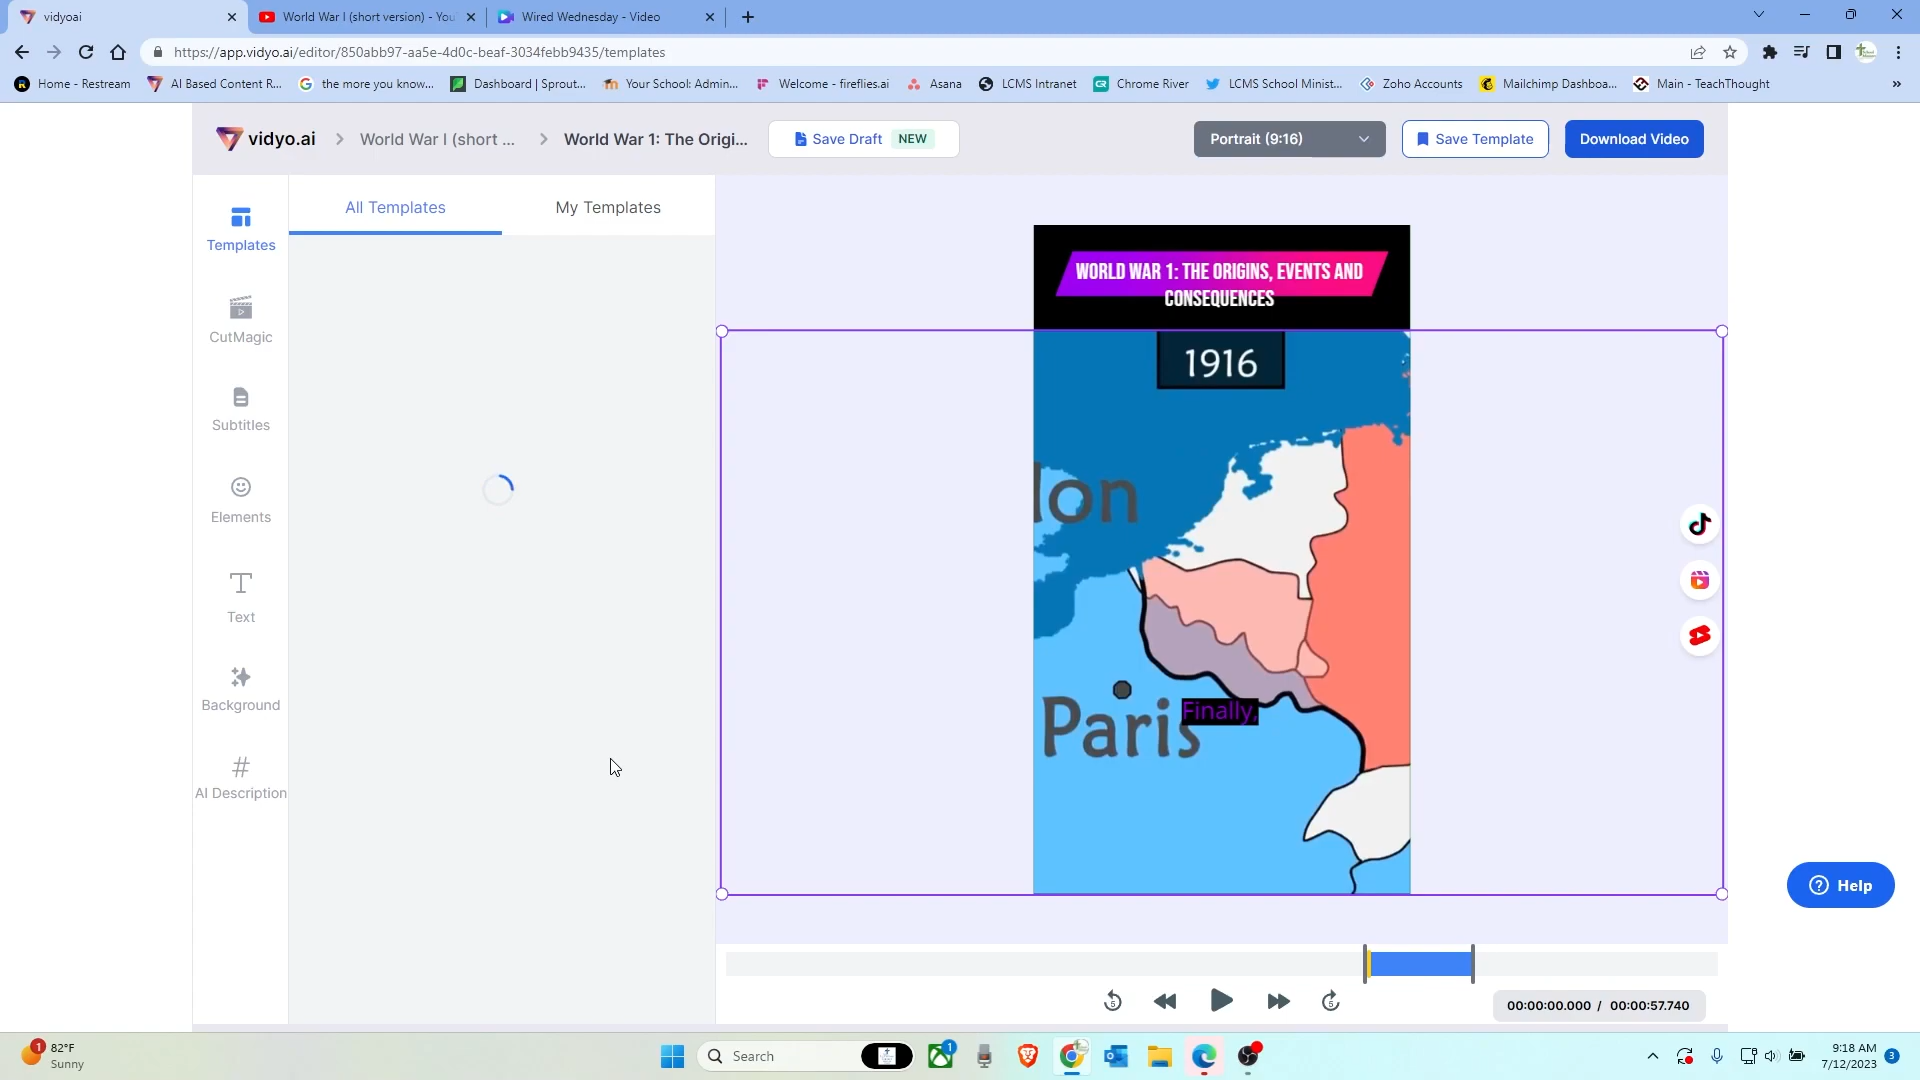 vidyoai
World War I (short version) - You
Wired Wednesday - Video
https://app.vidyo.ai/editor/850abb97-aa5e-4d0c-beaf-3034febb9435/templates
Home - Restream
AI Based Content R...
the more you know...
Dashboard | Sprout...
Your School: Admin...
Welcome - fireflies.ai
Asana
LCMS Intranet
Chrome River
LCMS School Minist...
Zoho Accounts
Mailchimp Dashboa...
Main - TeachThought
»
vidyo.ai
World War I (short ...
World War 1: The Origi...
Save Draft NEW
Portrait (9:16)
Save Template
Download Video
Templates
CutMagic
Subtitles
Elements
Text
Background
AI Description
All Templates
My Templates
WORLD WAR 1: THE ORIGINS, EVENTS AND
CONSEQUENCES
1916
lon
Paris
Finally,
Help
5
5
00:00:00.000 / 00:00:57.740
1
82°F
Sunny
Search
1
9:18 AM
7/12/2023
3